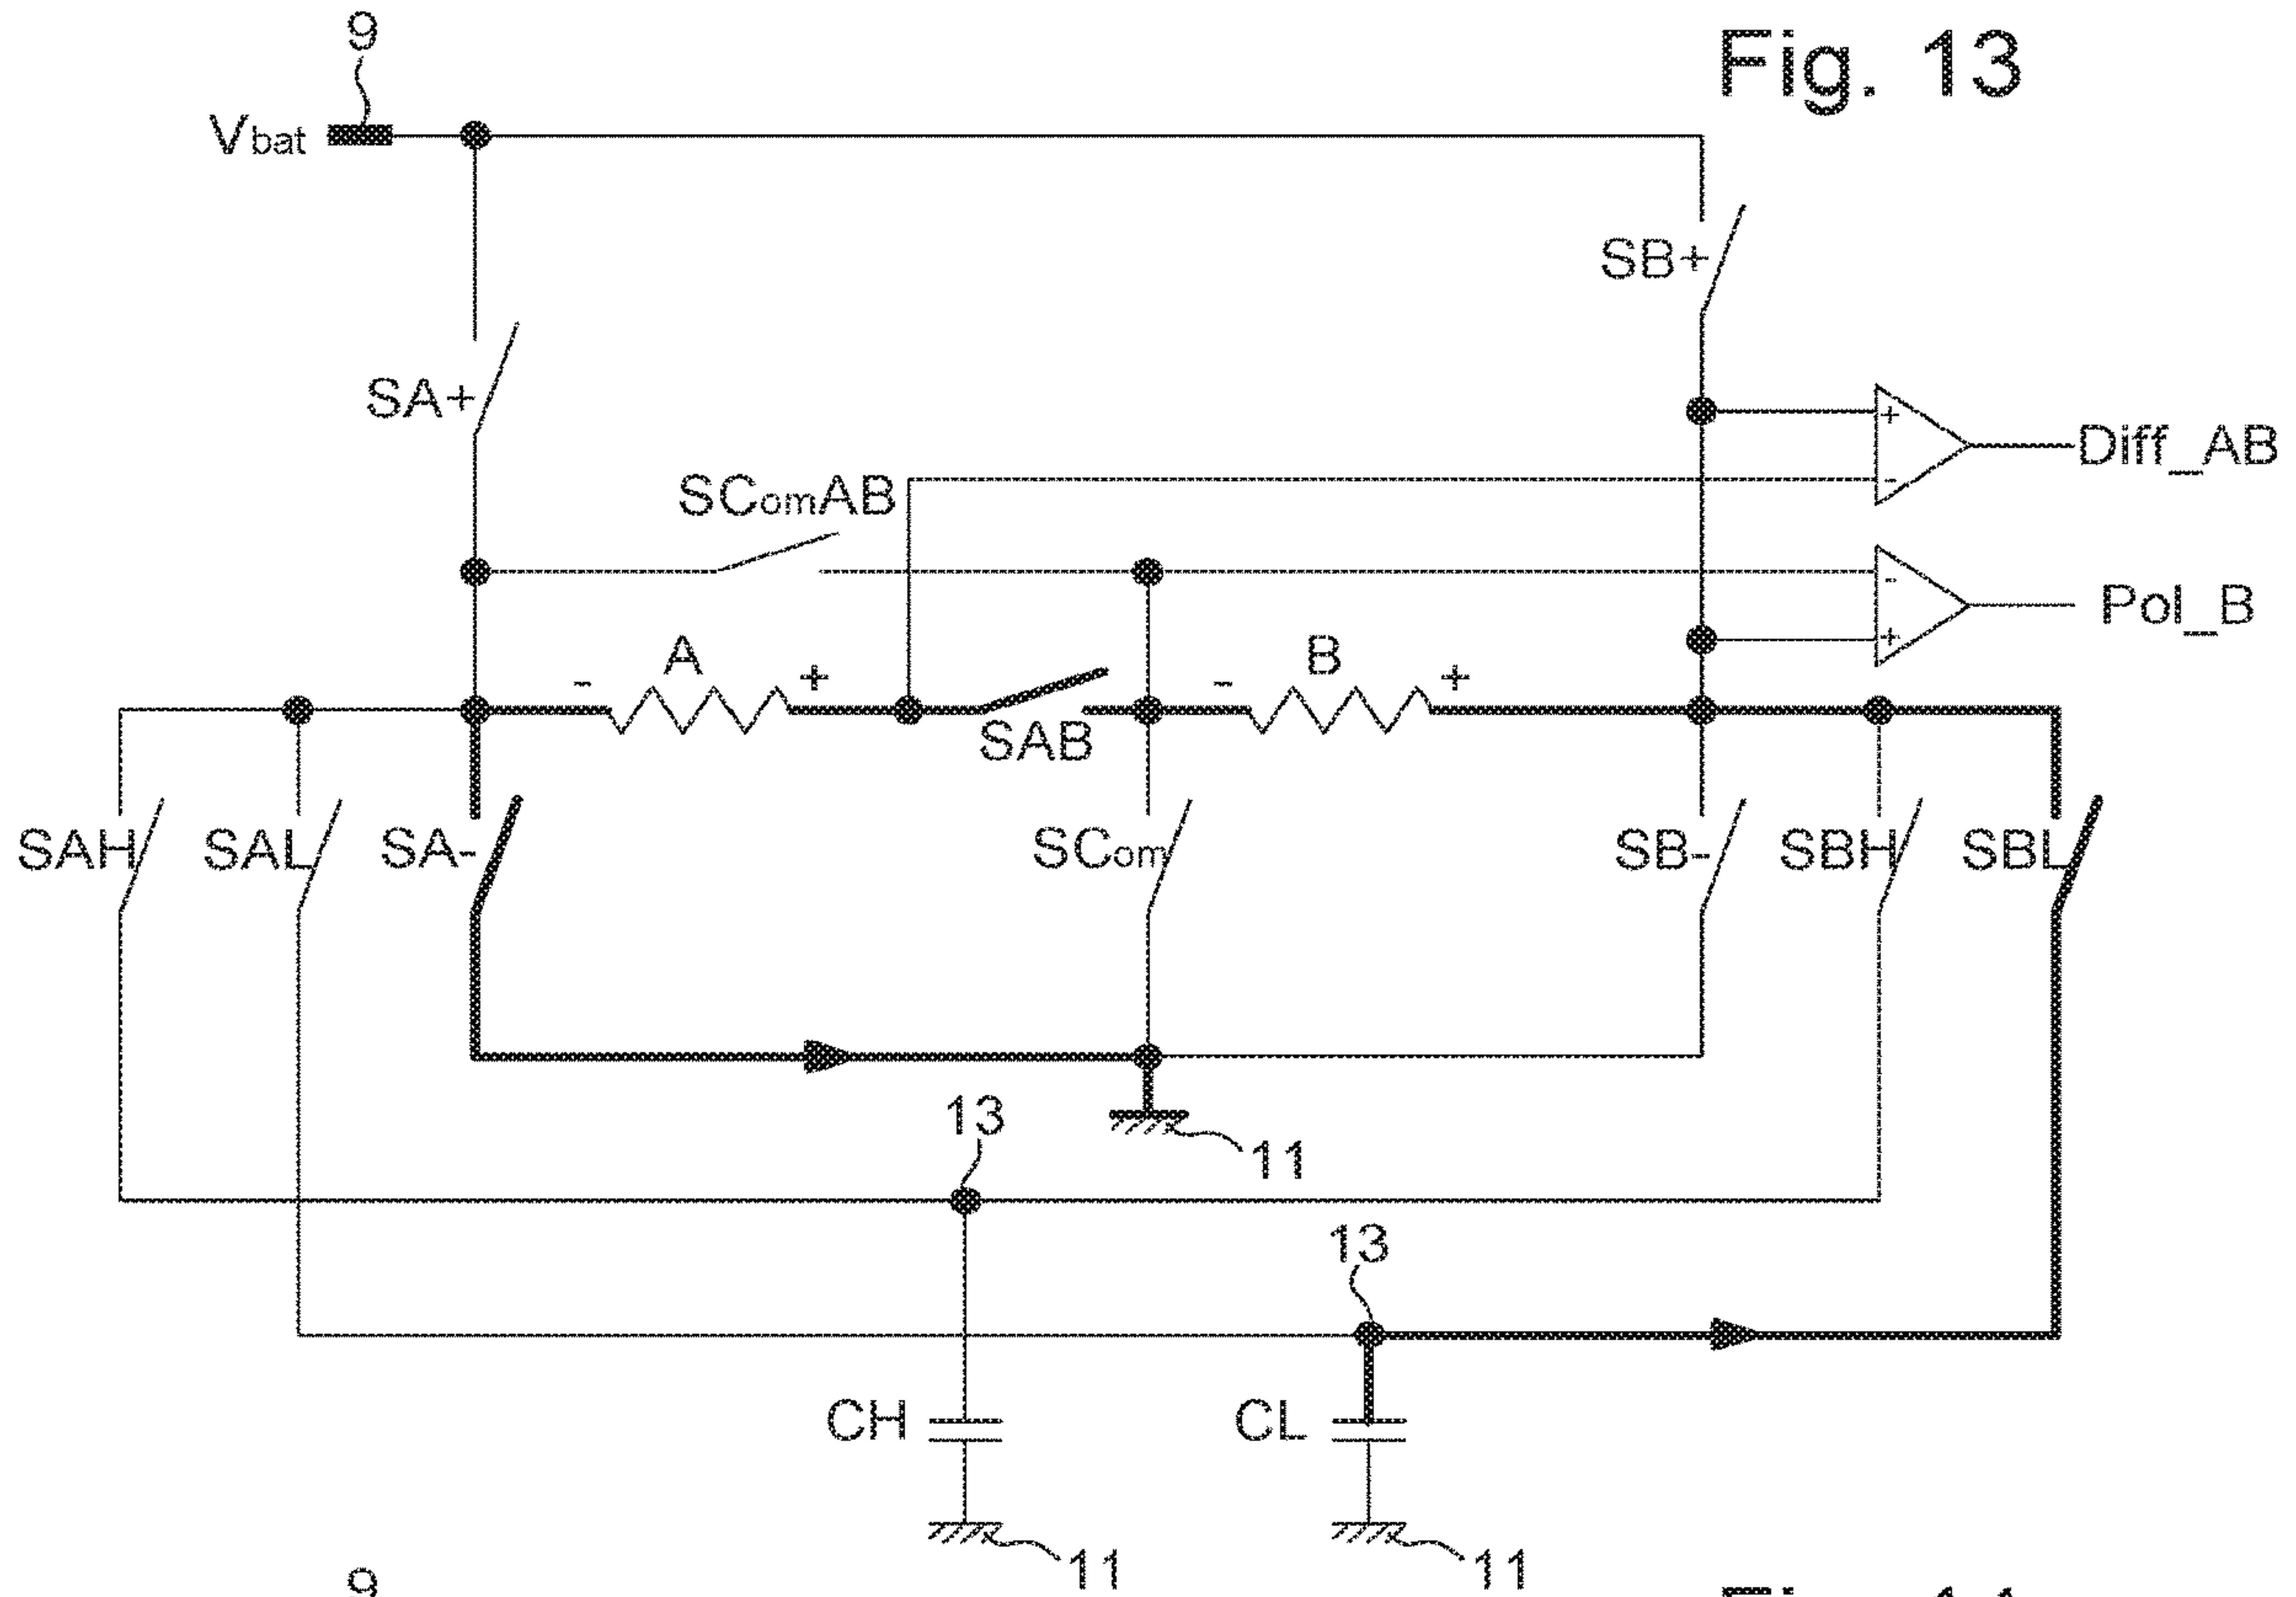 9
Fig. 13
Vbat
SB+
SA+
+
-
Diff_AB
SComAB
-
+
Pol_B
- A +
- B +
SAB
SAH
SAL
SA-
SCom
SB-
SBH
SBL
13
11
13
CH
CL
11
11